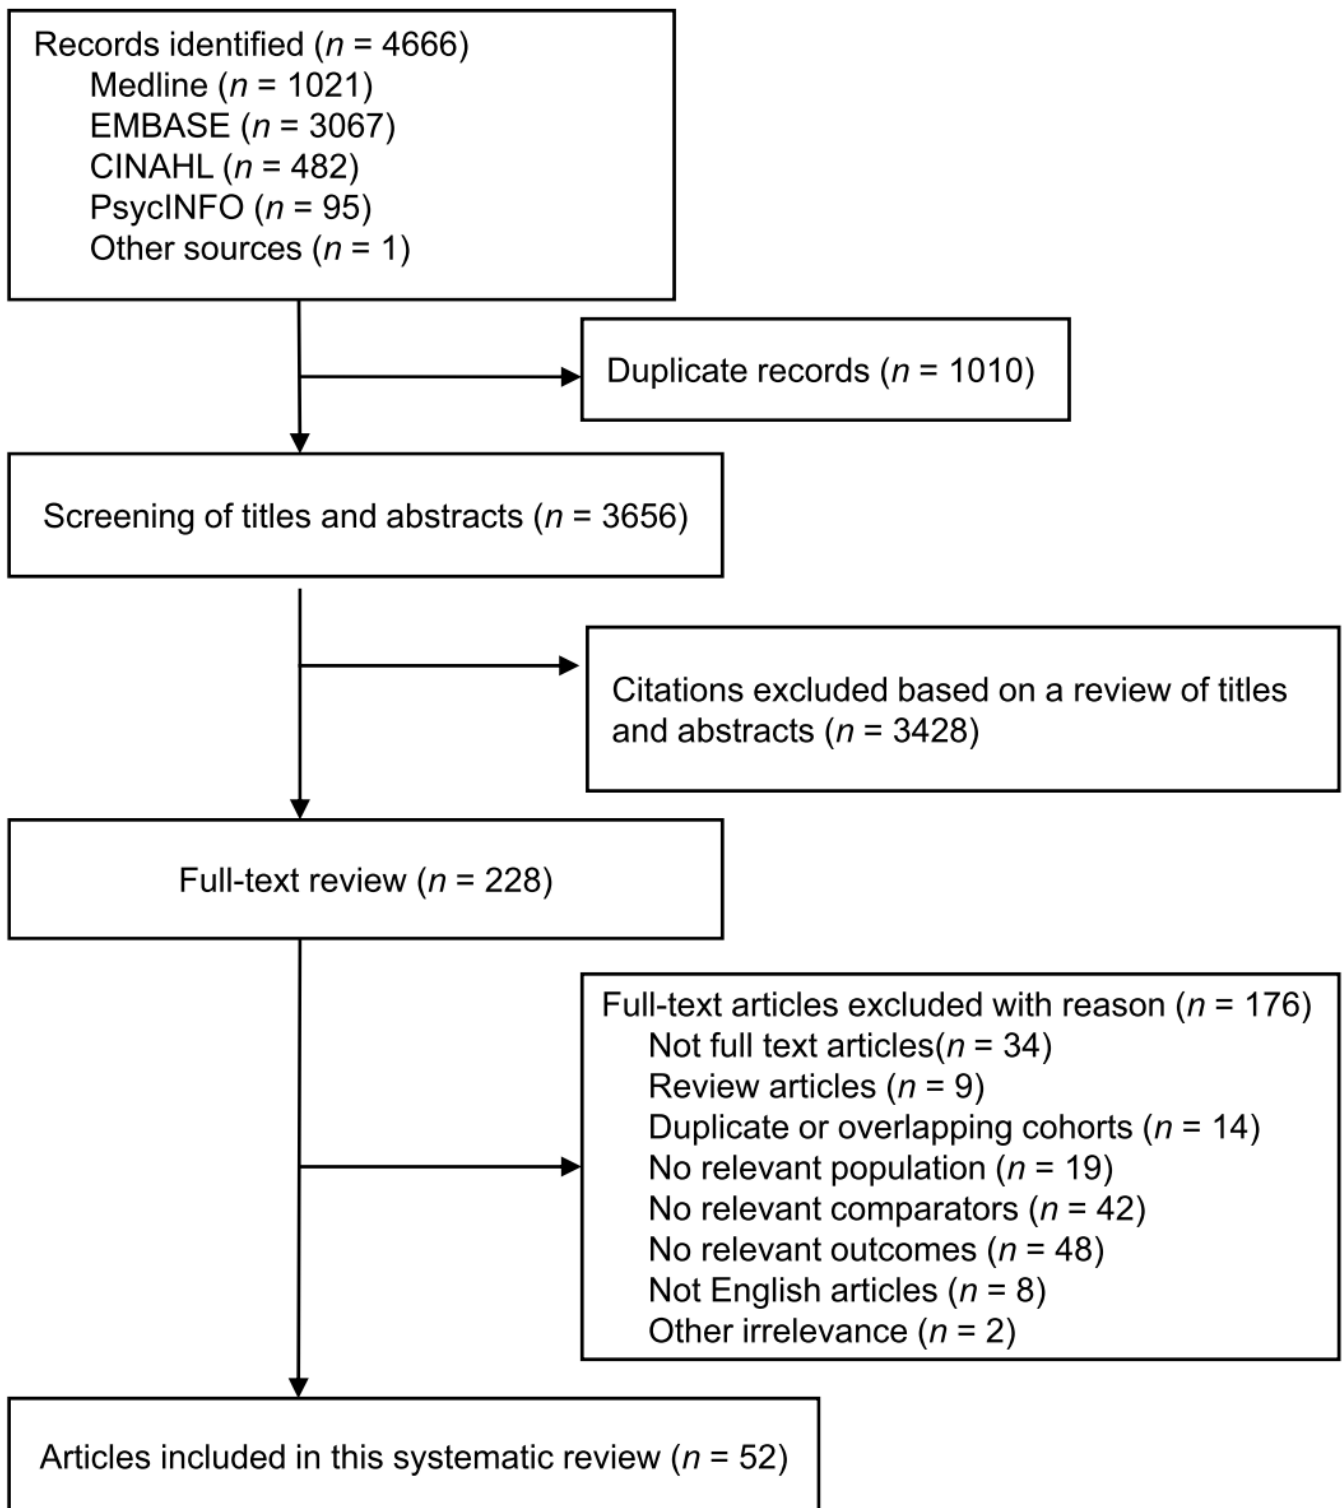 Records identified (n = 4666)
Medline (n = 1021)
EMBASE (n = 3067)
CINAHL (n = 482)
PsycINFO (n = 95)
Other sources (n = 1)
Duplicate records (n = 1010)
Screening of titles and abstracts (n = 3656)
Citations excluded based on a review of titles
and abstracts (n = 3428)
Full-text review (n = 228)
Full-text articles excluded with reason (n = 176)
Not full text articles(n = 34)
Review articles (n = 9)
Duplicate or overlapping cohorts (n = 14)
No relevant population (n = 19)
No relevant comparators (n = 42)
No relevant outcomes (n = 48)
Not English articles (n = 8)
Other irrelevance (n = 2)
Articles included in this systematic review (n = 52)